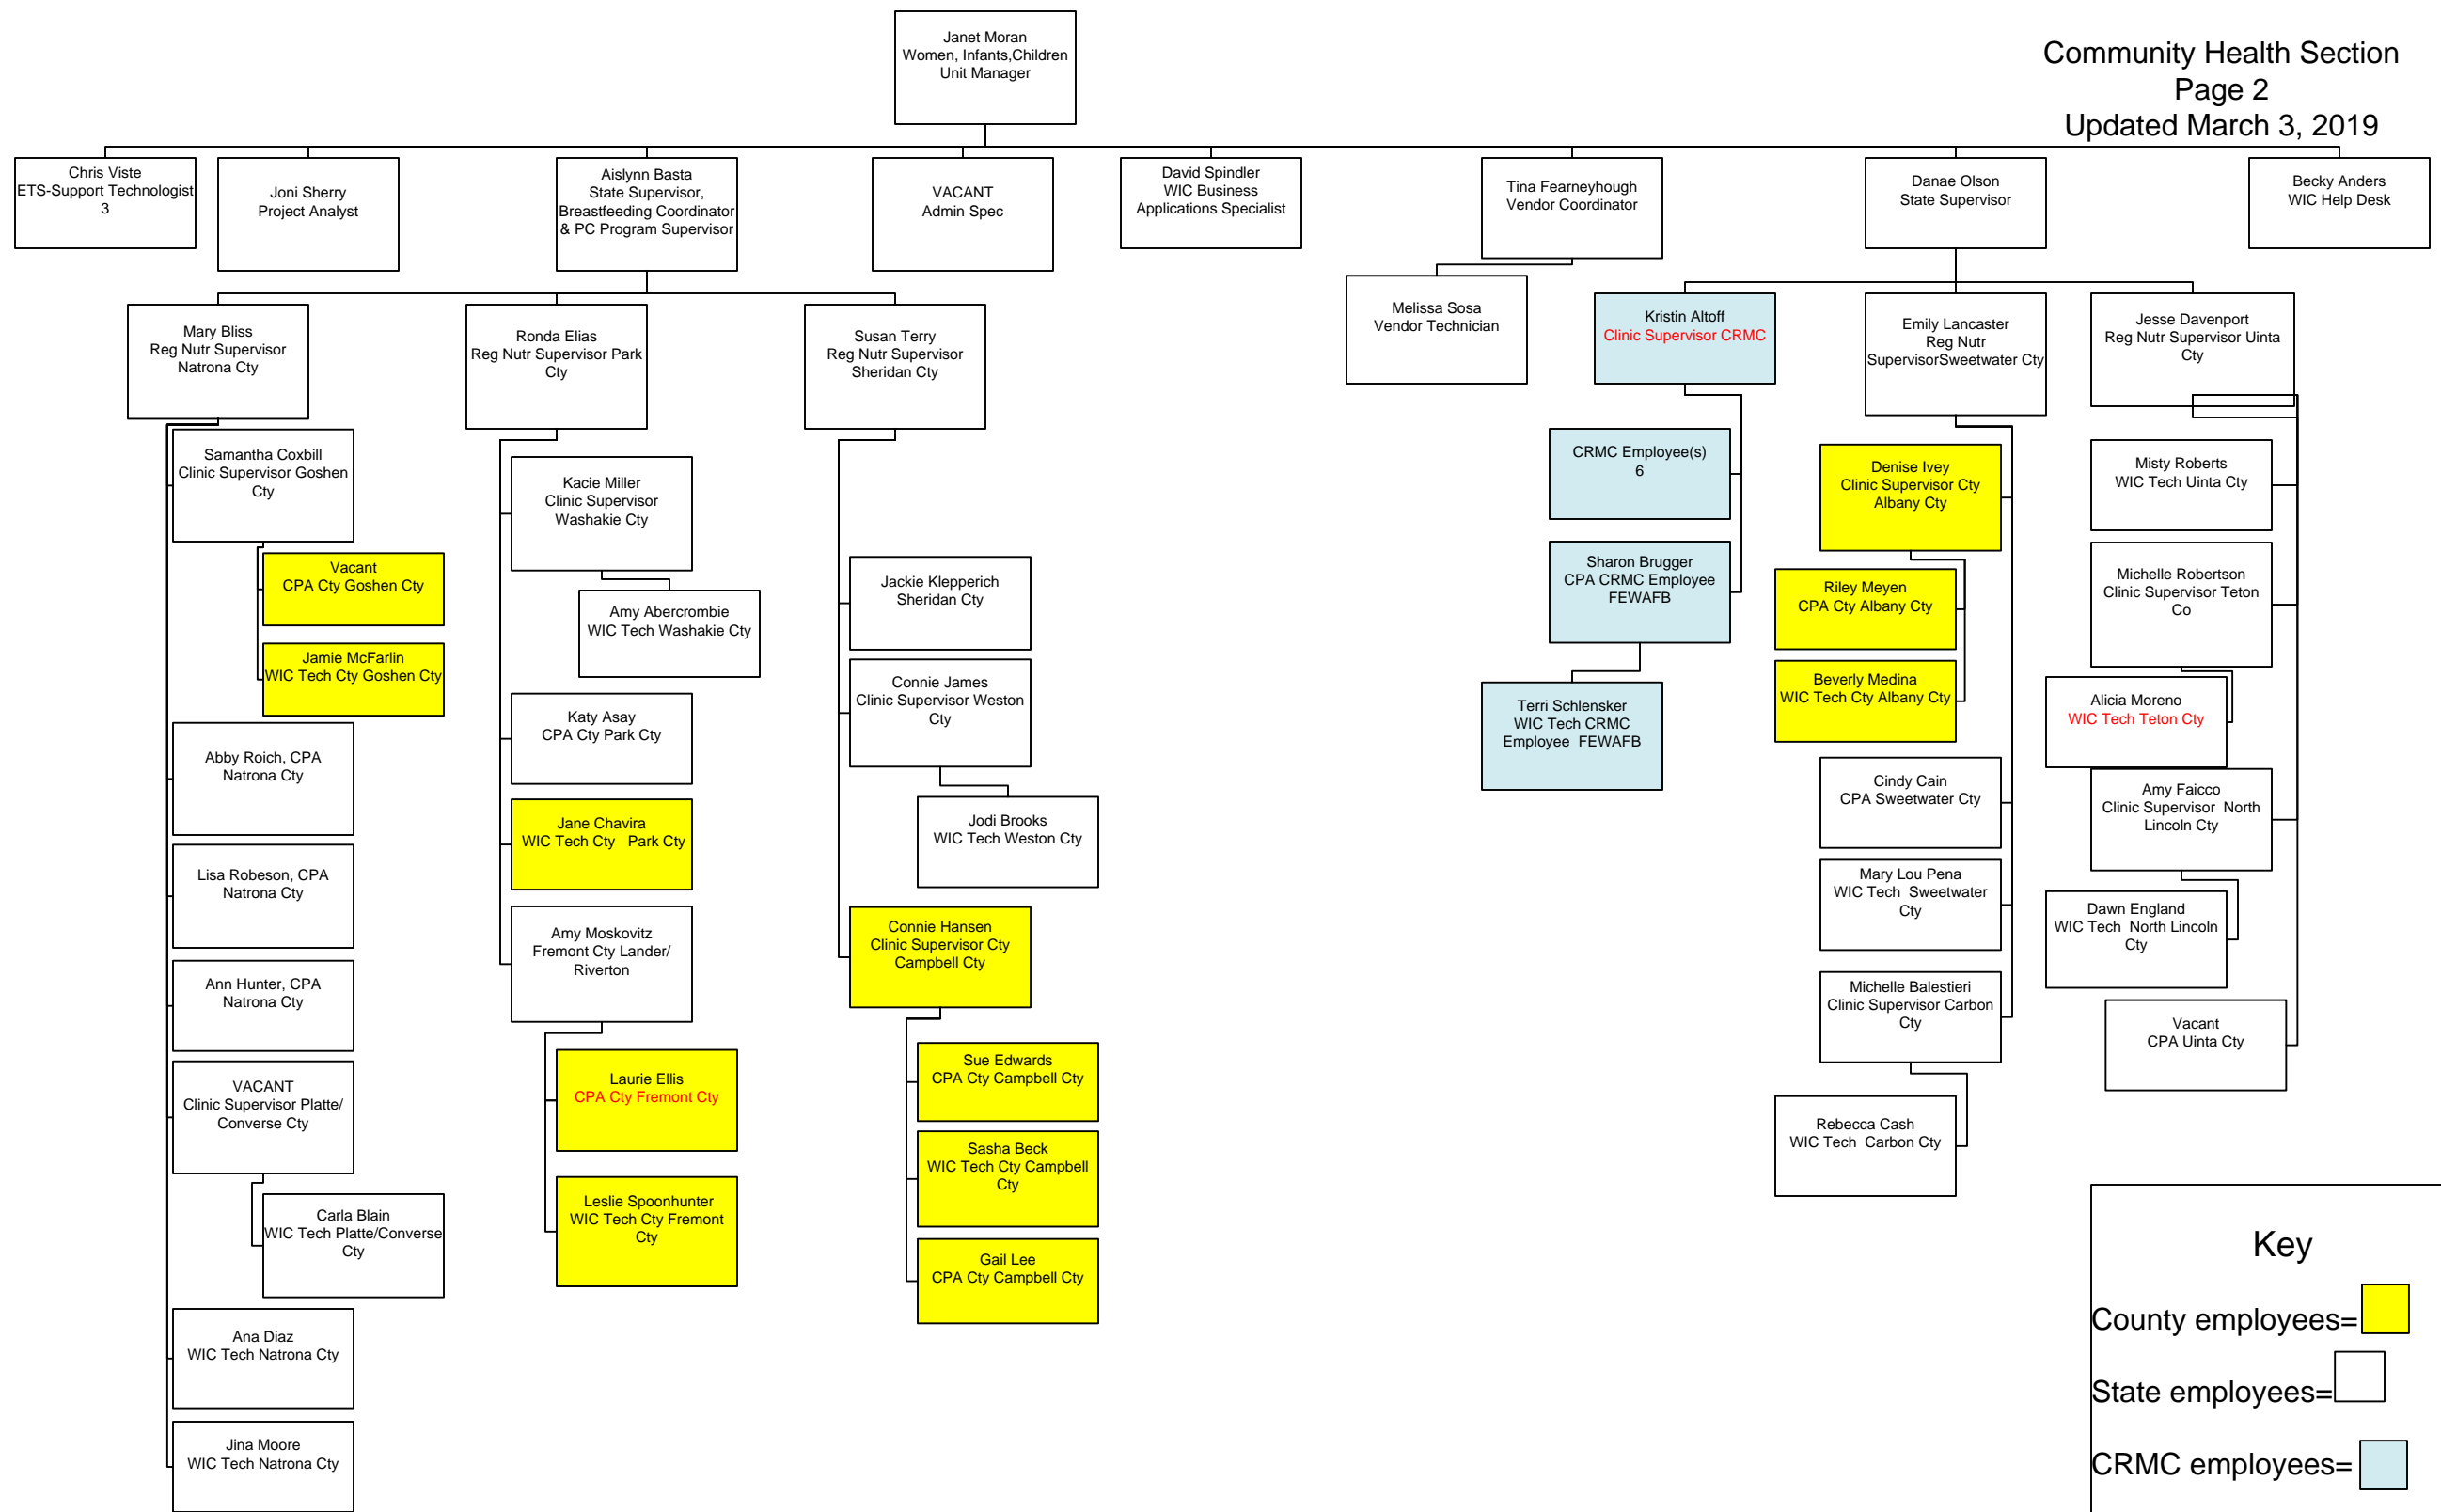 Janet Moran
Women, Infants,Children
Unit Manager
Community Health Section
Page 2
Updated March 3, 2019
Chris Viste
ETS-Support Technologist
3
Joni Sherry
Project Analyst
Aislynn Basta
State Supervisor,
Breastfeeding Coordinator
& PC Program Supervisor
VACANT
Admin Spec
David Spindler
WIC Business
Applications Specialist
Tina Fearneyhough
Vendor Coordinator
Danae Olson
State Supervisor
Becky Anders
WIC Help Desk
Mary Bliss
Reg Nutr Supervisor
Natrona Cty
Ronda Elias
Reg Nutr Supervisor Park
Cty
Susan Terry
Reg Nutr Supervisor
Sheridan Cty
Melissa Sosa
Vendor Technician
Kristin Altoff
Clinic Supervisor CRMC
Emily Lancaster
Reg Nutr
SupervisorSweetwater Cty
Jesse Davenport
Reg Nutr Supervisor Uinta
Cty
Samantha Coxbill
Clinic Supervisor Goshen
Cty
Vacant
CPA Cty Goshen Cty
Jamie McFarlin
WIC Tech Cty Goshen Cty
Abby Roich, CPA
Natrona Cty
Lisa Robeson, CPA
Natrona Cty
Ann Hunter, CPA
Natrona Cty
VACANT
Clinic Supervisor Platte/
Converse Cty
Carla Blain
WIC Tech Platte/Converse
Cty
Ana Diaz
WIC Tech Natrona Cty
Jina Moore
WIC Tech Natrona Cty
Kacie Miller
Clinic Supervisor
Washakie Cty
Amy Abercrombie
WIC Tech Washakie Cty
Katy Asay
CPA Cty Park Cty
Jane Chavira
WIC Tech Cty Park Cty
Amy Moskovitz
Fremont Cty Lander/
Riverton
Laurie Ellis
CPA Cty Fremont Cty
Leslie Spoonhunter
WIC Tech Cty Fremont
Cty
Jackie Klepperich
Sheridan Cty
Connie James
Clinic Supervisor Weston
Cty
Jodi Brooks
WIC Tech Weston Cty
Connie Hansen
Clinic Supervisor Cty
Campbell Cty
Sue Edwards
CPA Cty Campbell Cty
Sasha Beck
WIC Tech Cty Campbell
Cty
Gail Lee
CPA Cty Campbell Cty
CRMC Employee(s)
6
Sharon Brugger
CPA CRMC Employee
FEWAFB
Terri Schlensker
WIC Tech CRMC
Employee FEWAFB
Denise Ivey
Clinic Supervisor Cty
Albany Cty
Riley Meyen
CPA Cty Albany Cty
Beverly Medina
WIC Tech Cty Albany Cty
Cindy Cain
CPA Sweetwater Cty
Mary Lou Pena
WIC Tech Sweetwater
Cty
Michelle Balestieri
Clinic Supervisor Carbon
Cty
Rebecca Cash
WIC Tech Carbon Cty
Misty Roberts
WIC Tech Uinta Cty
Michelle Robertson
Clinic Supervisor Teton
Co
Alicia Moreno
WIC Tech Teton Cty
Amy Faicco
Clinic Supervisor North
Lincoln Cty
Dawn England
WIC Tech North Lincoln
Cty
Vacant
CPA Uinta Cty
Key
County employees=
State employees=
CRMC employees=